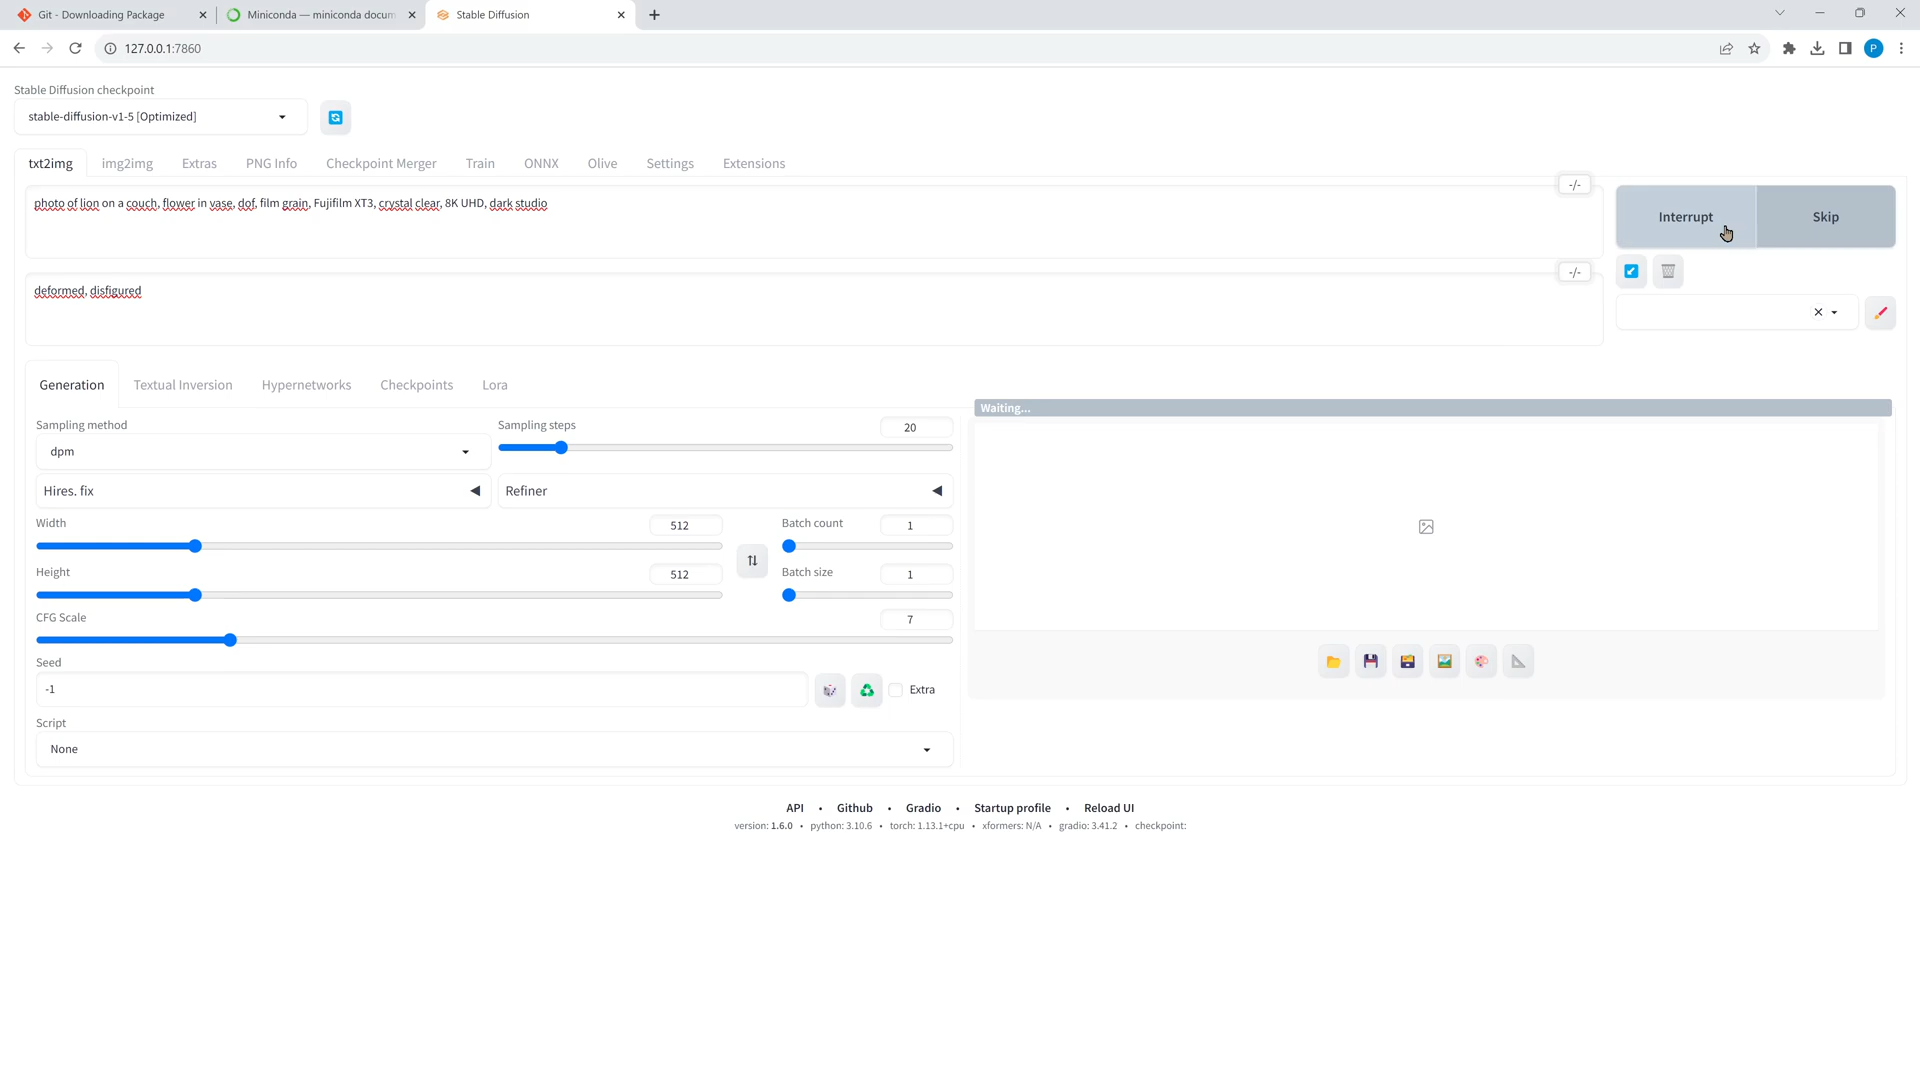 Git - Downloading Package
Miniconda — miniconda docum
Stable Diffusion
127.0.0.1:7860
P
Stable Diffusion checkpoint
stable-diffusion-v1-5 [Optimized]
txt2img img2img Extras PNG Info Checkpoint Merger Train ONNX Olive Settings Extensions
-/-
photo of lion on a couch, flower in vase, dof, film grain, Fujifilm XT3, crystal clear, 8K UHD, dark studio
Interrupt Skip
-/-
deformed, disfigured
Generation Textual Inversion Hypernetworks Checkpoints Lora
Waiting...
Sampling method
dpm
Sampling steps
20
Hires. fix
Refiner
Width
512
Batch count
1
Height
512
Batch size
1
CFG Scale
7
Seed
-1
Extra
Script
None
API • Github • Gradio • Startup profile • Reload UI
version: 1.6.0 • python: 3.10.6 • torch: 1.13.1+cpu • xformers: N/A • gradio: 3.41.2 • checkpoint: